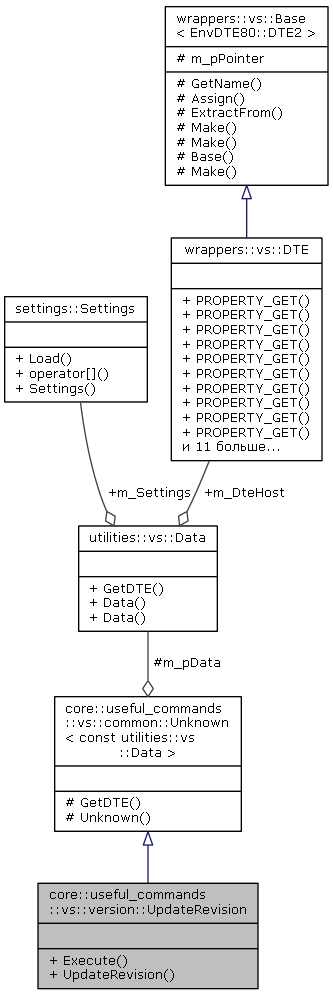 wrappers::vs::Base
< EnvDTE80::DTE2 >
# m_pPointer
# GetName()
# Assign()
# ExtractFrom()
# Make()
# Make()
# Base()
# Make()
wrappers::vs::DTE
+ PROPERTY_GET()
+ PROPERTY_GET()
+ PROPERTY_GET()
+ PROPERTY_GET()
+ PROPERTY_GET()
+ PROPERTY_GET()
+ PROPERTY_GET()
+ PROPERTY_GET()
+ PROPERTY_GET()
+ PROPERTY_GET()
и 11 больше...
settings::Settings
+ Load()
+ operator[]()
+ Settings()
+m_Settings
+m_DteHost
utilities::vs::Data
+ GetDTE()
+ Data()
+ Data()
#m_pData
core::useful_commands
::vs::common::Unknown
< const utilities::vs
::Data >
# GetDTE()
# Unknown()
core::useful_commands
::vs::version::UpdateRevision
+ Execute()
+ UpdateRevision()